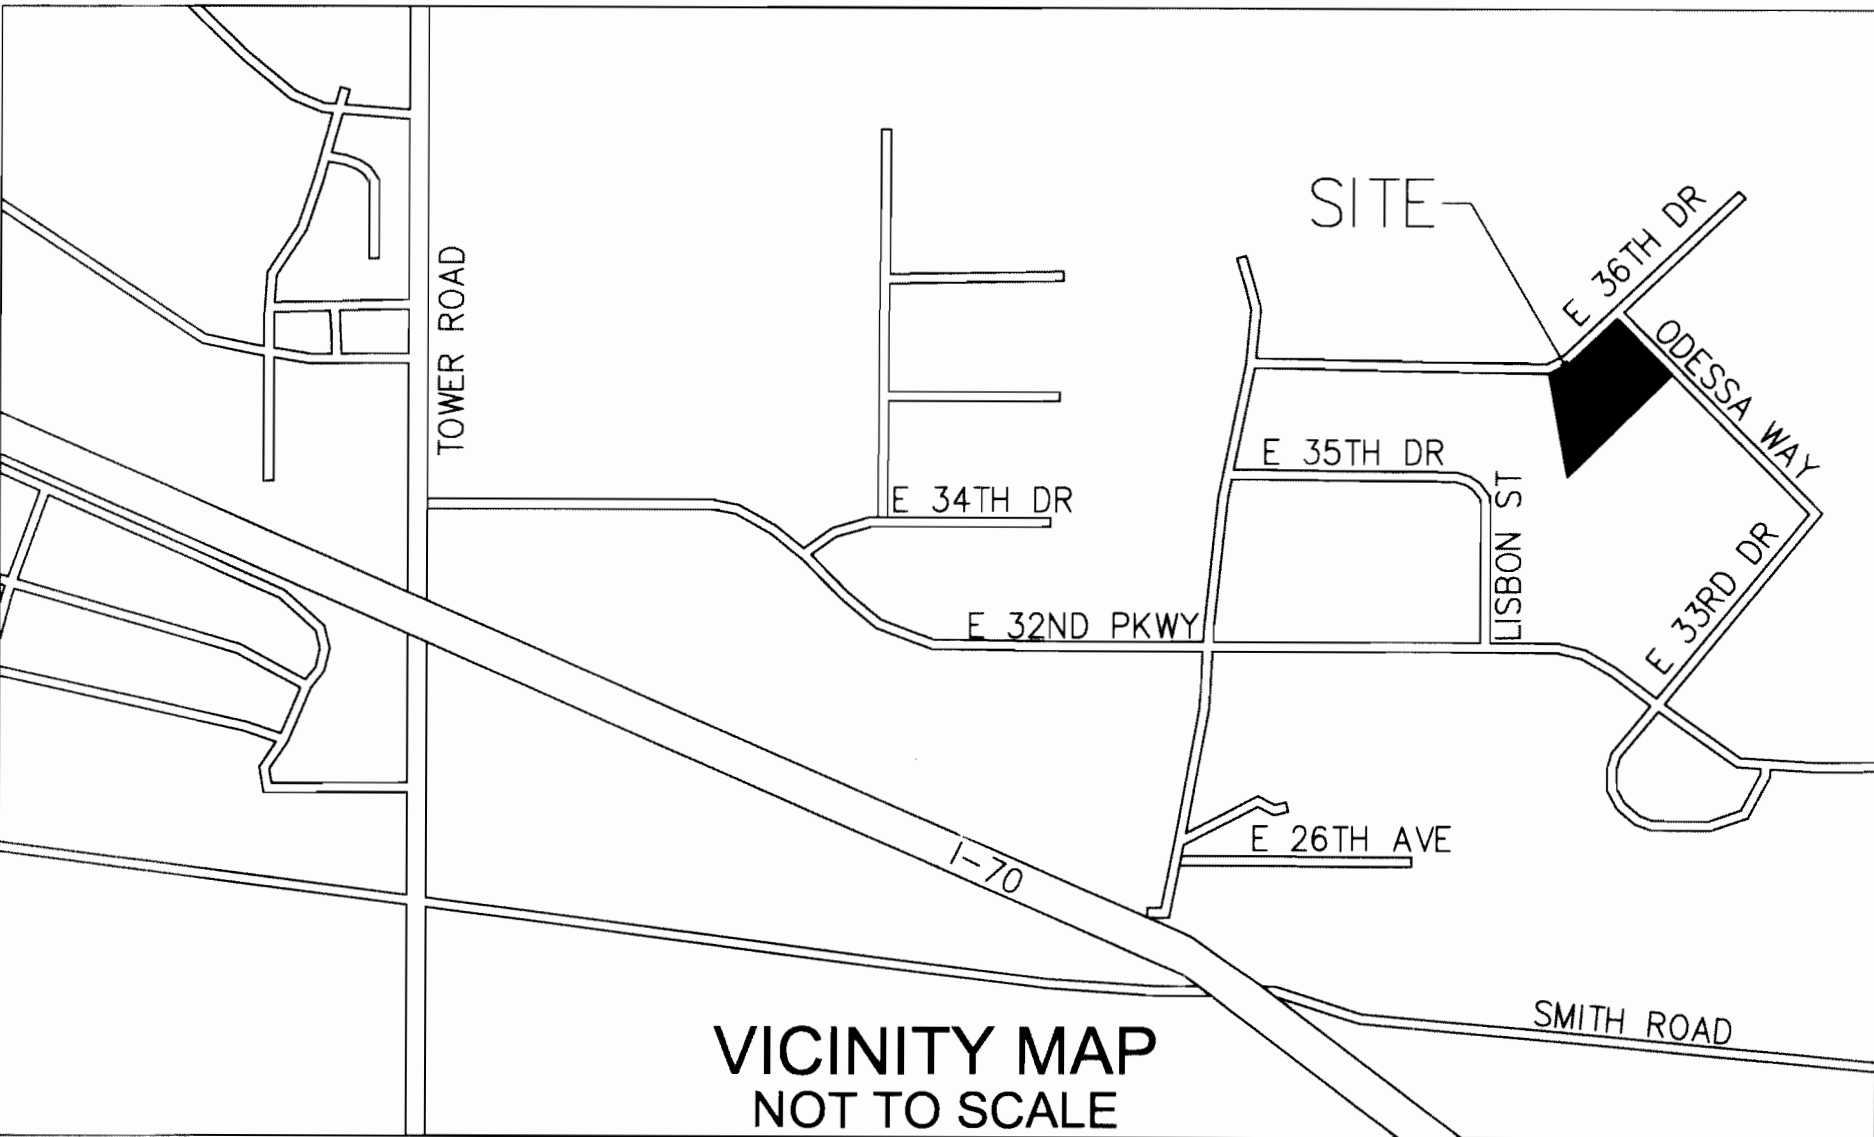 SITE
E 36TH DR
ODESSA WAY
TOWER ROAD
E 35TH DR
E 34TH DR
LISBON ST
E 33RD DR
E 32ND PKWY
E 26TH AVE
I-70
SMITH ROAD
VICINITY MAP
NOT TO SCALE